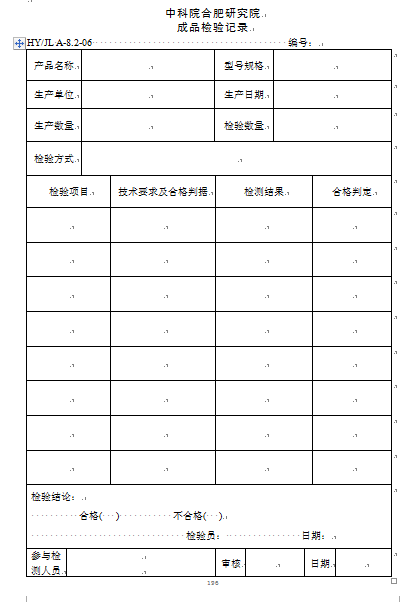 中科院合肥研究院
成品检验记录
HY/JL A-8.2-06 编号：
产品名称 型号规格
生产单位 生产日期
生产数量 检验数量
检验方式
检验项目 技术要求及合格判据 检测结果 合格判定
检验结论：
合格( ) 不合格( )
检验员： 日期：
参与检测人员 审核 日期
196